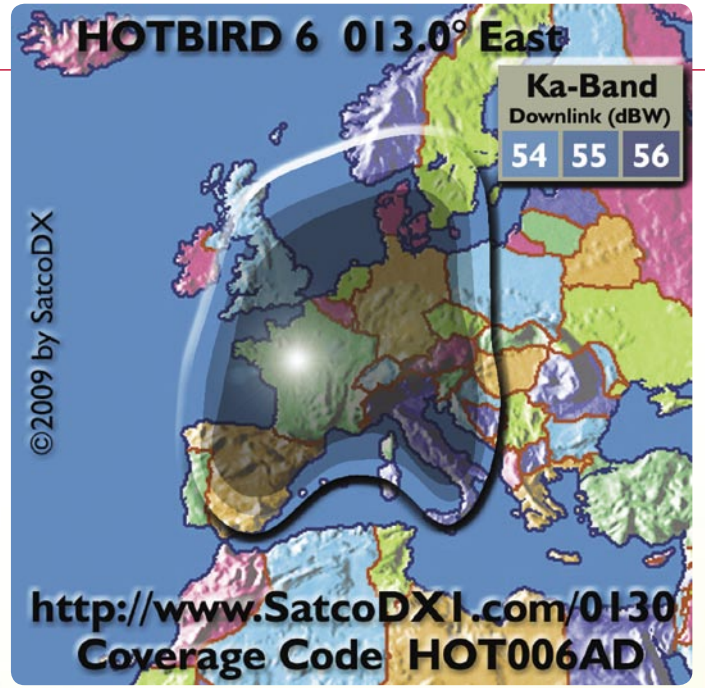 HOTBIRD 6 013.0° East
Ka-Band
Downlink (dBW)
54 55 56
©2009 by SatcoDX
http://www.SatcoDX1.com/0130
Coverage Code HOT006AD